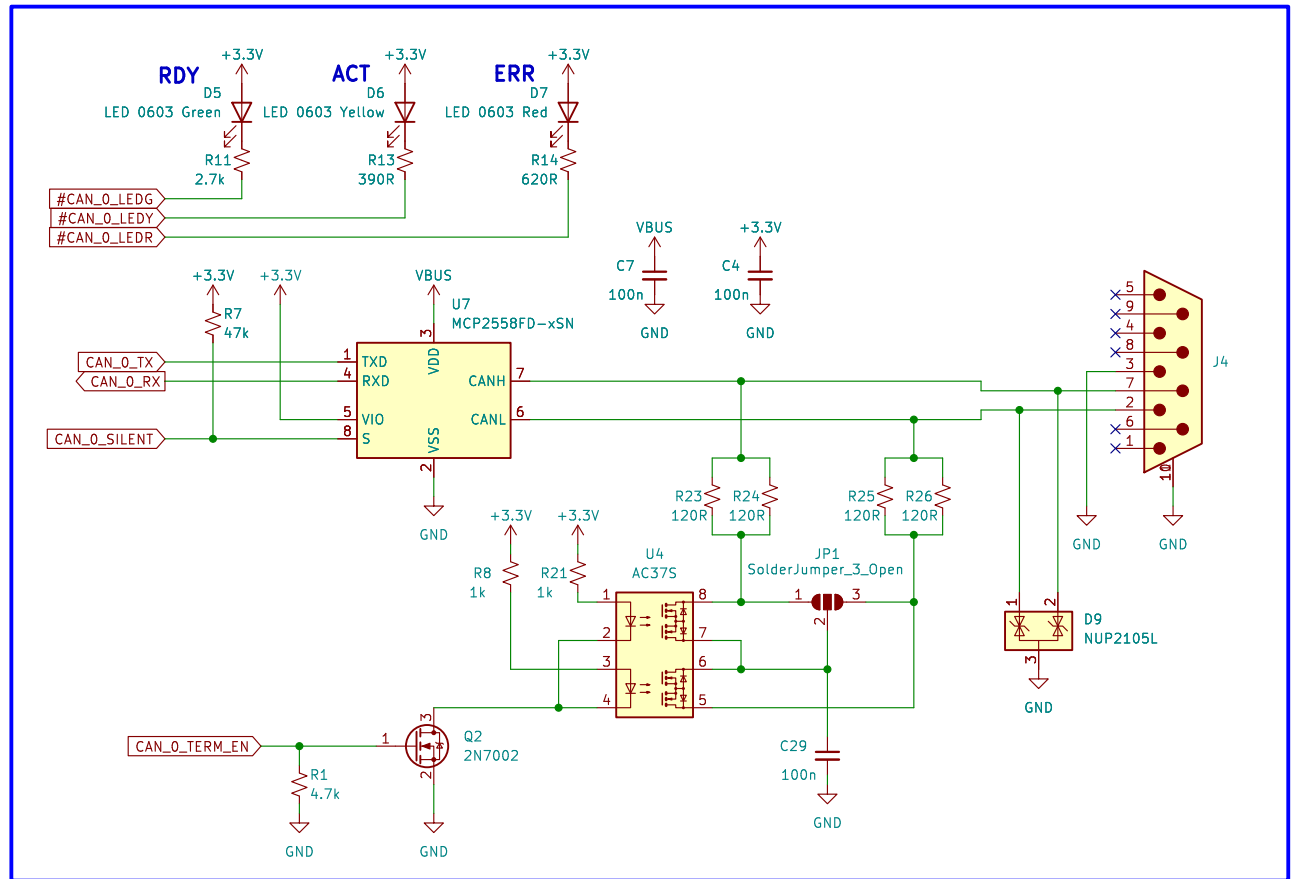 +3.3V
+3.3V
+3.3V
RDY
ACT
ERR
D5
D6
D7
LED 0603 Green
LED 0603 Yellow
LED 0603 Red
R11
R13
R14
2.7k
390R
620R
#CAN_0_LEDG
#CAN_0_LEDY
#CAN_0_LEDR
VBUS
+3.3V
C7
C4
100n
100n
GND
GND
+3.3V
+3.3V
VBUS
U7
MCP2558FD-xSN
R7
47k
3
CAN_0_TX
1
TXD
VDD
CAN_0_RX
4
RXD
CANH
7
5
VIO
CANL
6
CAN_0_SILENT
8
S
VSS
2
GND
5
9
4
8
3
7
2
6
1
10
J4
GND
GND
R23
120R
R24
120R
R25
120R
R26
120R
+3.3V
+3.3V
R8
1k
R21
1k
U4
AC37S
1
2
3
4
8
7
6
5
JP1
SolderJumper_3_Open
1
3
2
1
2
D9
NUP2105L
3
GND
CAN_0_TERM_EN
1
3
2
Q2
2N7002
R1
4.7k
GND
GND
C29
100n
GND